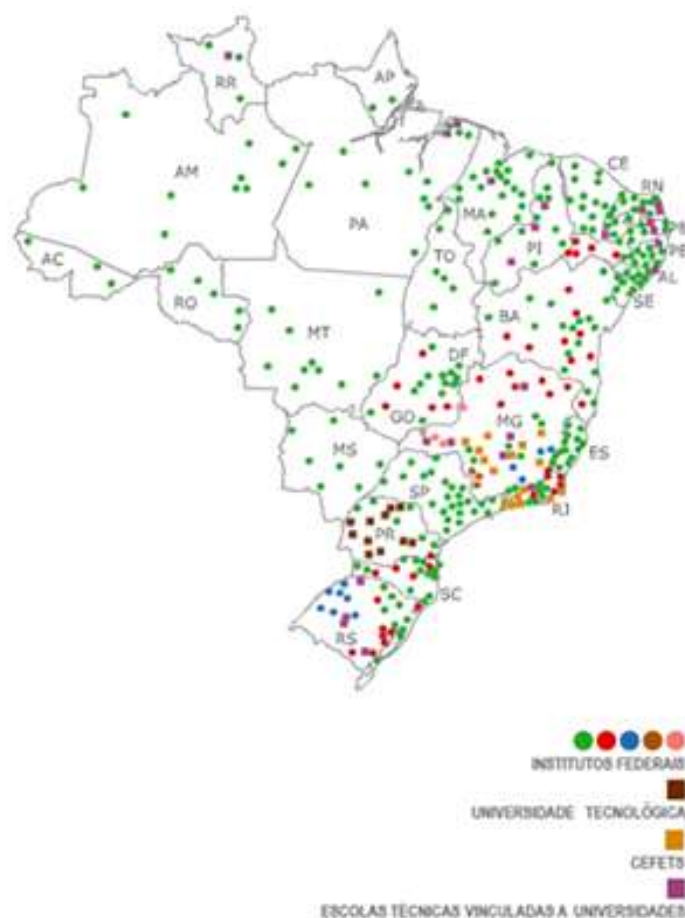 RR
AP
AM
PA
MA
CE
RN
PB
PE
AL
SE
PI
TO
AC
RO
MT
BA
DF
GO
MG
ES
MS
SP
RJ
PR
SC
RS
INSTITUTOS FEDERAIS
UNIVERSIDADE TECNOLÓGICA
CEFETS
ESCOLAS TÉCNICAS VINCULADAS A UNIVERSIDADES